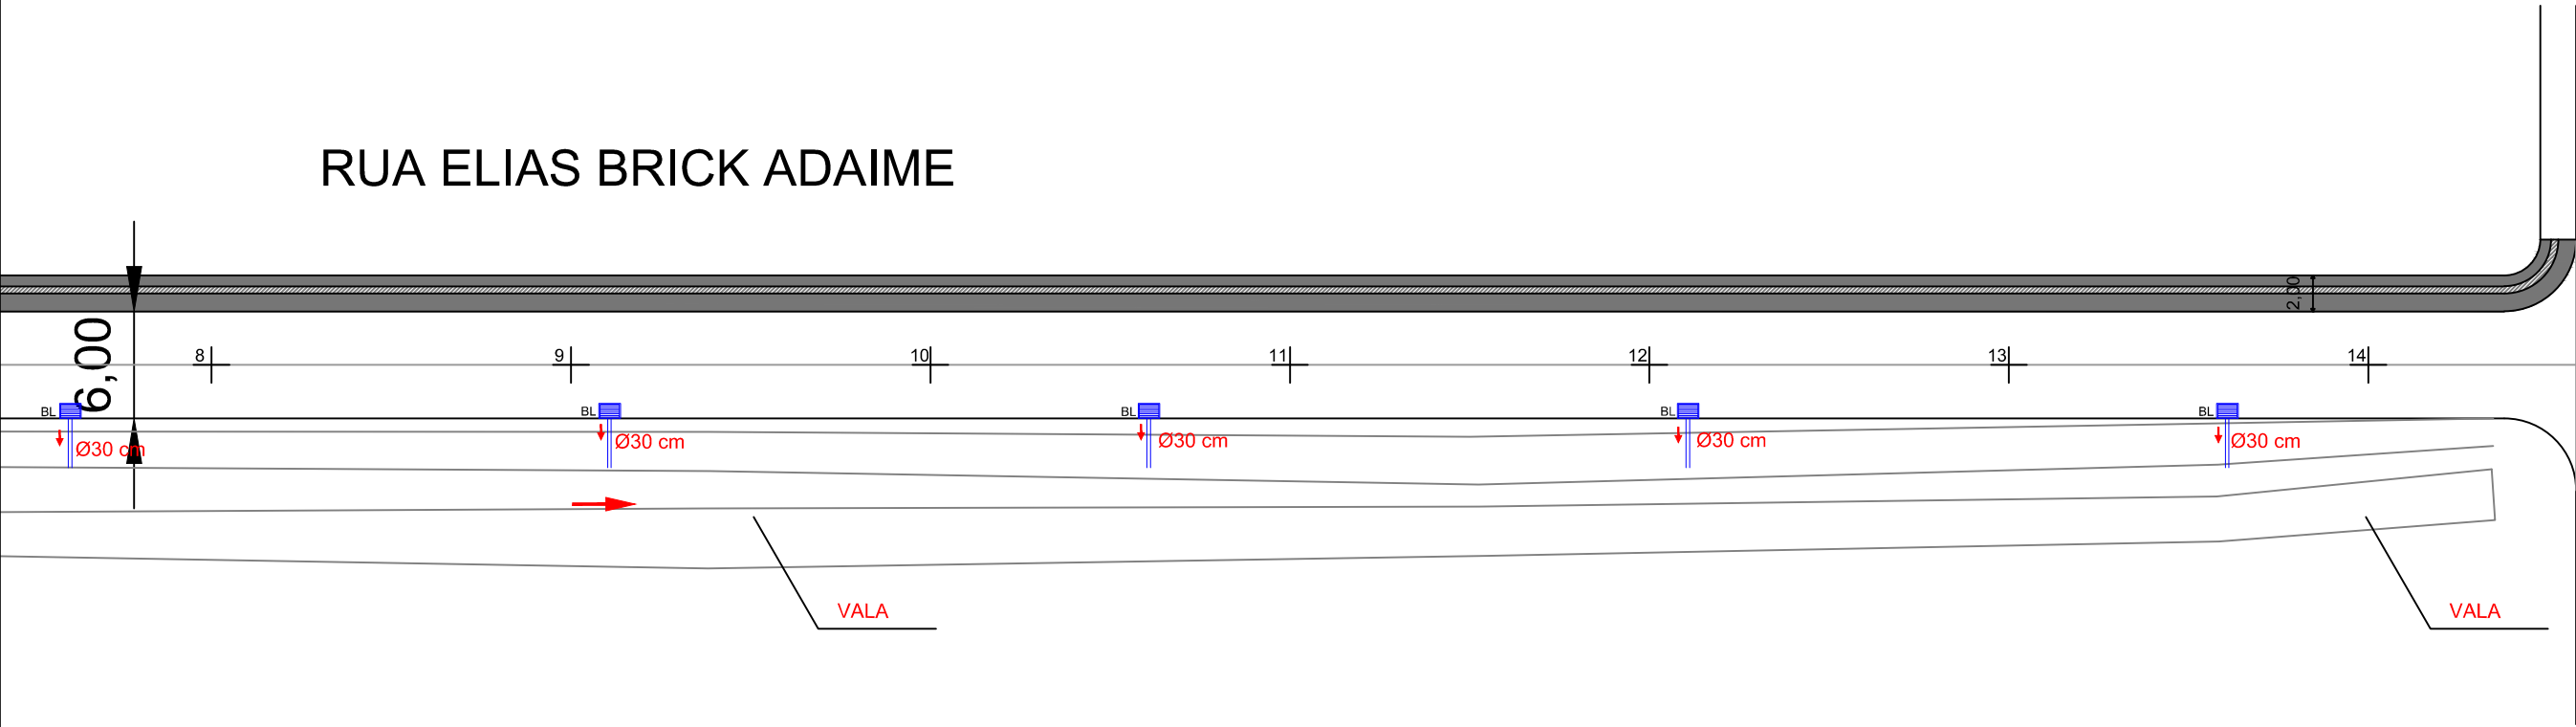 RUA ELIAS BRICK ADAIME
2,00
6,00
8
9
10
11
12
13
14
BL
BL
BL
BL
BL
Ø30 cm
Ø30 cm
Ø30 cm
Ø30 cm
Ø30 cm
VALA
VALA